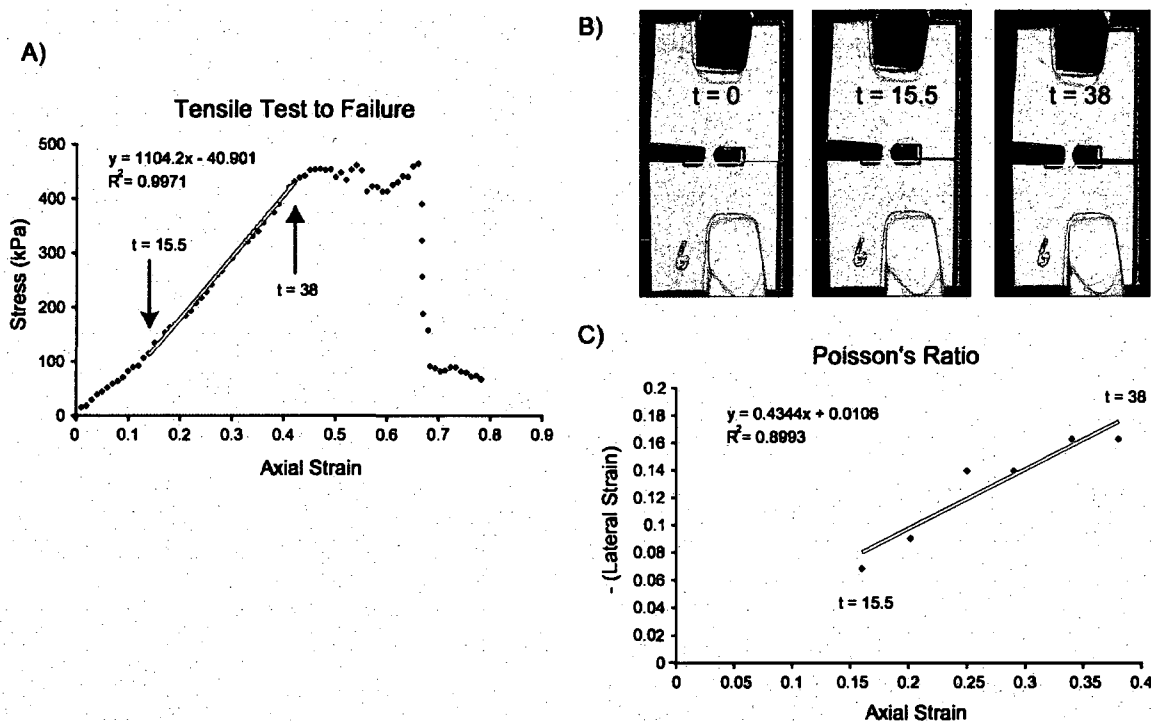 A)
Tensile Test to Failure
y = 1104.2x - 40.901
R² = 0.9971
t = 15.5
t = 38
Stress (kPa)
500
400
300
200
100
0
0 0.1 0.2 0.3 0.4 0.5 0.6 0.7 0.8 0.9
Axial Strain
B)
t = 0
t = 15.5
t = 38
C)
Poisson's Ratio
y = 0.4344x + 0.0106
R² = 0.8993
t = 38
t = 15.5
- (Lateral Strain)
0.2
0.18
0.16
0.14
0.12
0.1
0.08
0.06
0.04
0.02
0
0 0.05 0.1 0.15 0.2 0.25 0.3 0.35 0.4
Axial Strain